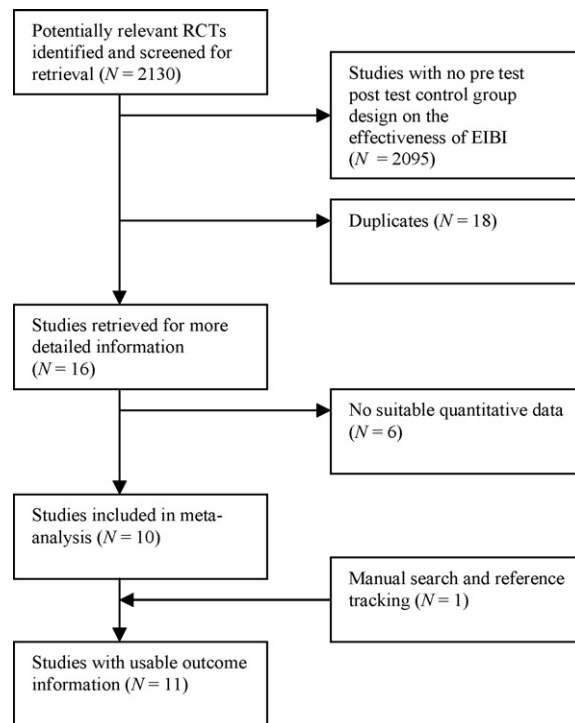 Potentially relevant RCTs
identified and screened for
retrieval (N = 2130)
Studies with no pre test
post test control group
design on the
effectiveness of EIBI
(N = 2095)
Duplicates (N = 18)
Studies retrieved for more
detailed information
(N = 16)
No suitable quantitative data
(N = 6)
Studies included in meta-
analysis (N = 10)
Manual search and reference
tracking (N = 1)
Studies with usable outcome
information (N = 11)